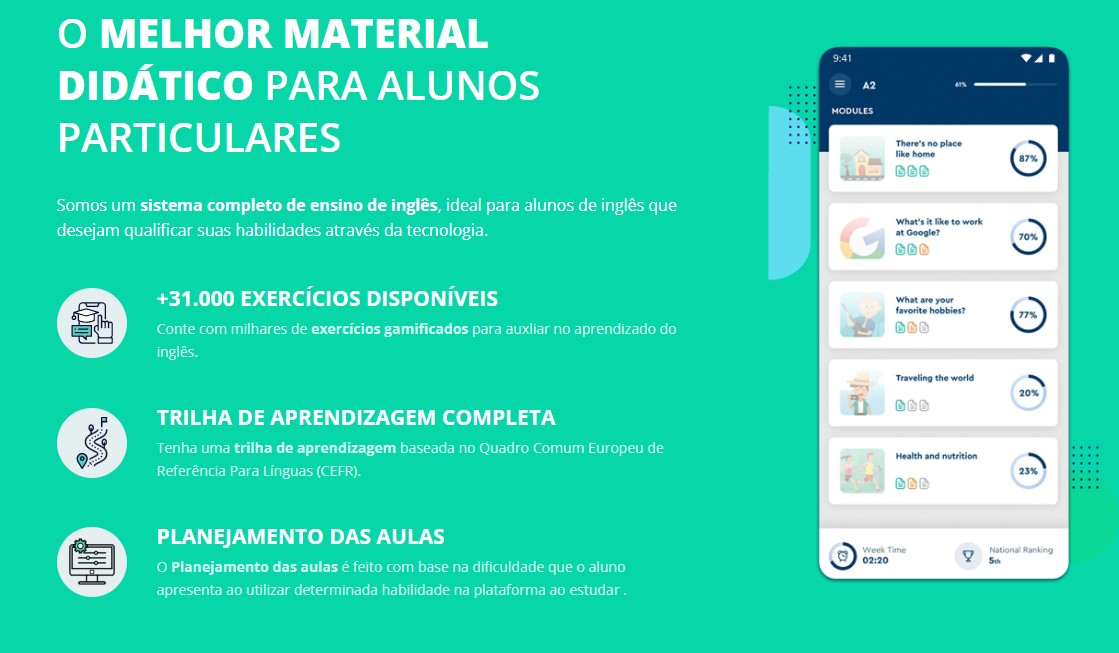 O MELHOR MATERIAL
DIDÁTICO PARA ALUNOS
PARTICULARES
Somos um sistema completo de ensino de inglês, ideal para alunos de inglês que
desejam qualificar suas habilidades através da tecnologia.
+31.000 EXERCÍCIOS DISPONÍVEIS
Conte com milhares de exercícios gamificados para auxliar no aprendizado do
inglês.
TRILHA DE APRENDIZAGEM COMPLETA
Tenha uma trilha de aprendizagem baseada no Quadro Comum Europeu de
Referência Para Línguas (CEFR).
PLANEJAMENTO DAS AULAS
O Planejamento das aulas é feito com base na dificuldade que o aluno
apresenta ao utilizar determinada habilidade na plataforma ao estudar .
9:41
A2
61%
MODULES
There's no place
like home
87%
What's it like to work
at Google?
70%
What are your
favorite hobbies?
77%
Traveling the world
20%
Health and nutrition
23%
Week Time
02:20
National Ranking
5th